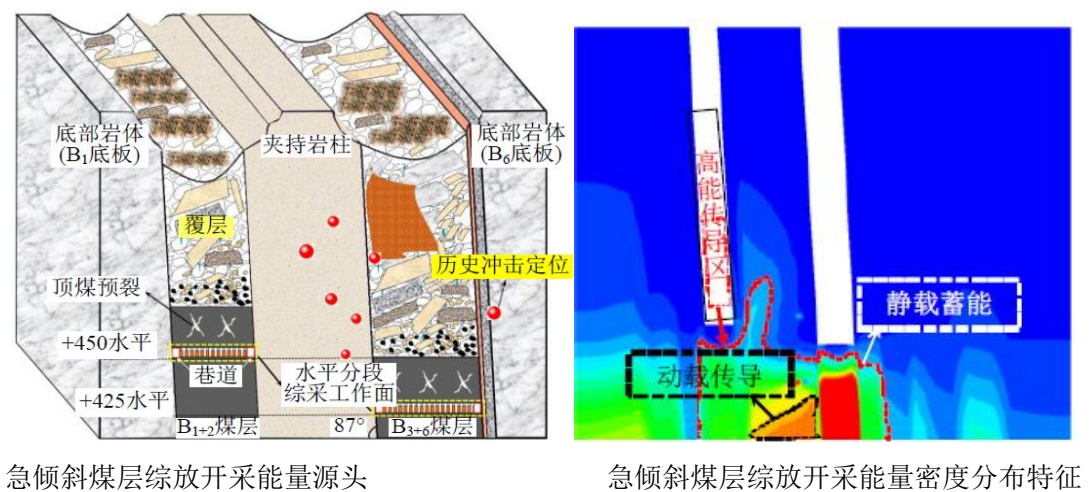 底部岩体
(B₁底板)
夹持岩柱
底部岩体
(B₆底板)
覆层
历史冲击定位
顶煤预裂
+450水平
巷道
水平分段
综采工作面
+425水平
B₁₊₂煤层
87°
B₃₊₆煤层
高能传导区
静载蓄能
动载传导
急倾斜煤层综放开采能量源头
急倾斜煤层综放开采能量密度分布特征